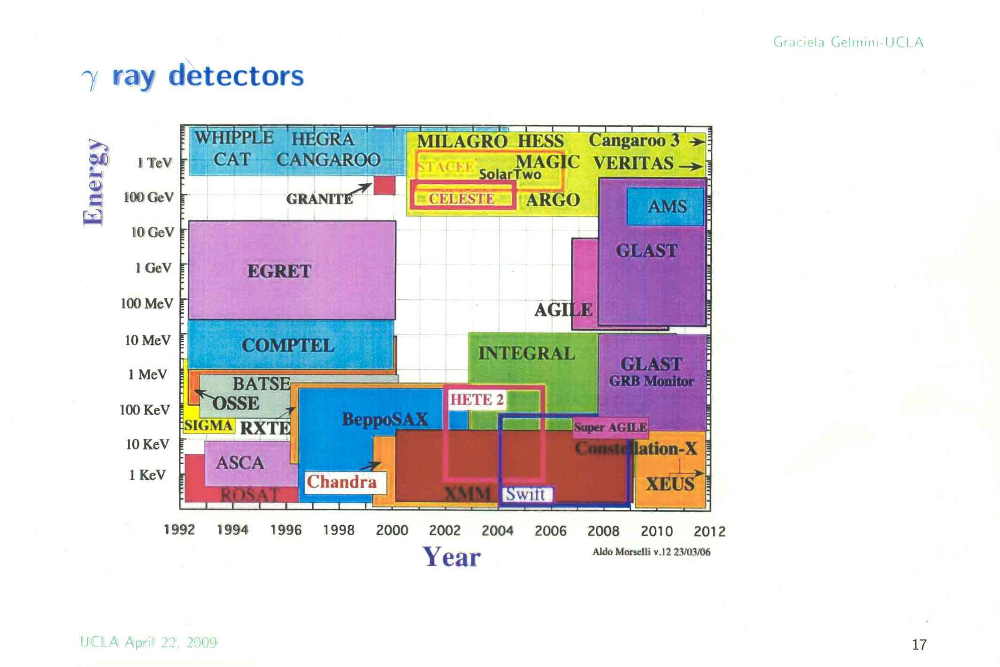 Graciela Gelmini-UCLA
γ ray detectors
Energy
1 TeV
100 GeV
10 GeV
1 GeV
100 MeV
10 MeV
1 MeV
100 KeV
10 KeV
1 KeV
WHIPPLE HEGRA
CAT CANGAROO
GRANITE
MILAGRO HESS Cangaroo 3
STACEE MAGIC VERITAS
SolarTwo
CELESTE ARGO
AMS
GLAST
EGRET
AGILE
COMPTEL
INTEGRAL
GLAST
GRB Monitor
BATSE
OSSE
HETE 2
SIGMA RXTE
BeppoSAX
Super AGILE
Constellation-X
ASCA
Chandra
XEUS
ROSAT
XMM
Swift
1992 1994 1996 1998 2000 2002 2004 2006 2008 2010 2012
Year
Aldo Morselli v.12 23/03/06
UCLA April 22, 2009
17